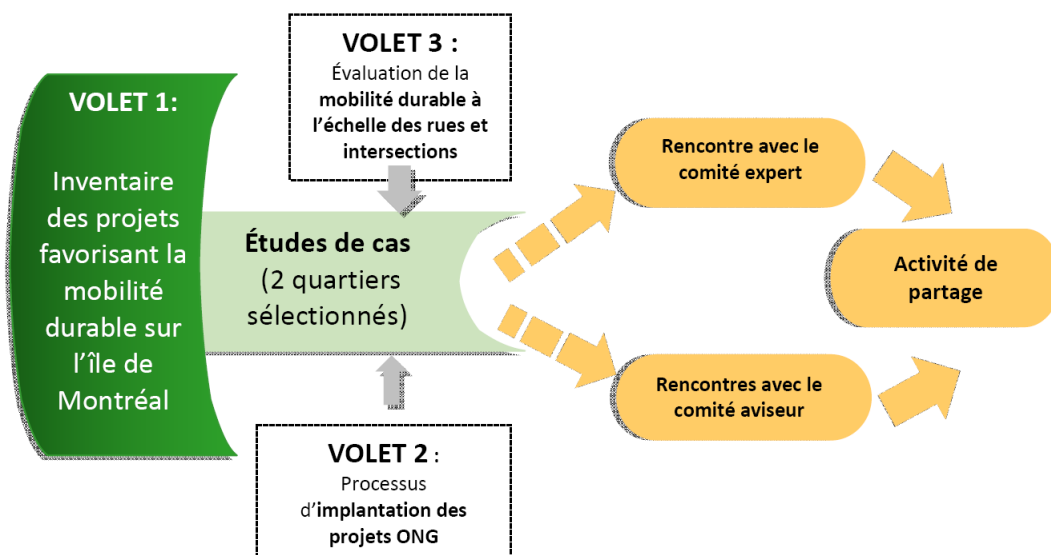 VOLET 1:
Inventaire
des projets
favorisant la
mobilité
durable sur
l’île de
Montréal
VOLET 3 :
Évaluation de la
mobilité durable à
l’échelle des rues et
intersections
Études de cas
(2 quartiers
sélectionnés)
VOLET 2 :
Processus
d’implantation des
projets ONG
Rencontre avec le
comité expert
Rencontres avec le
comité aviseur
Activité de
partage